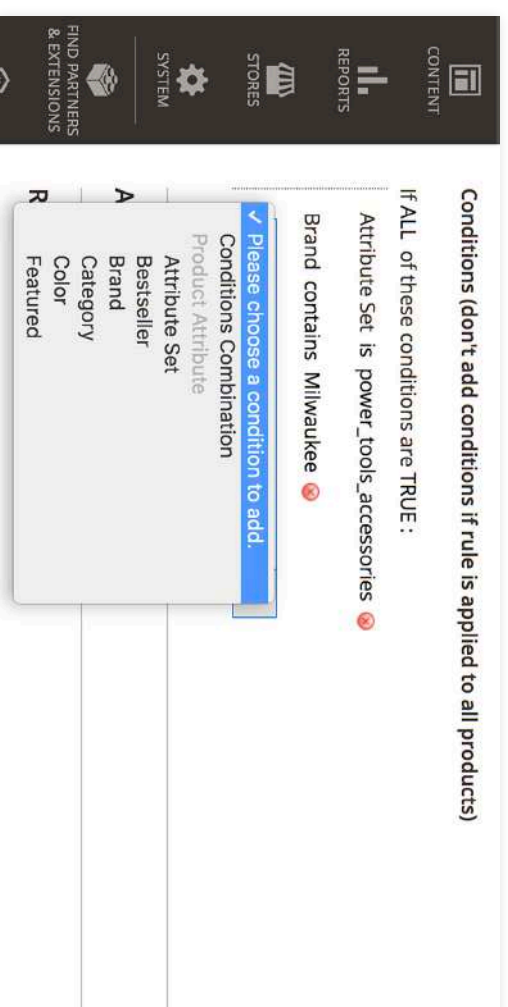 CONTENT
REPORTS
STORES
SYSTEM
FIND PARTNERS
& EXTENSIONS
Conditions (don't add conditions if rule is applied to all products)
If ALL of these conditions are TRUE :
Attribute Set is power_tools_accessories
Brand contains Milwaukee
✓ Please choose a condition to add.
Conditions Combination
Product Attribute
Attribute Set
Bestseller
Brand
Category
Color
Featured
A
R